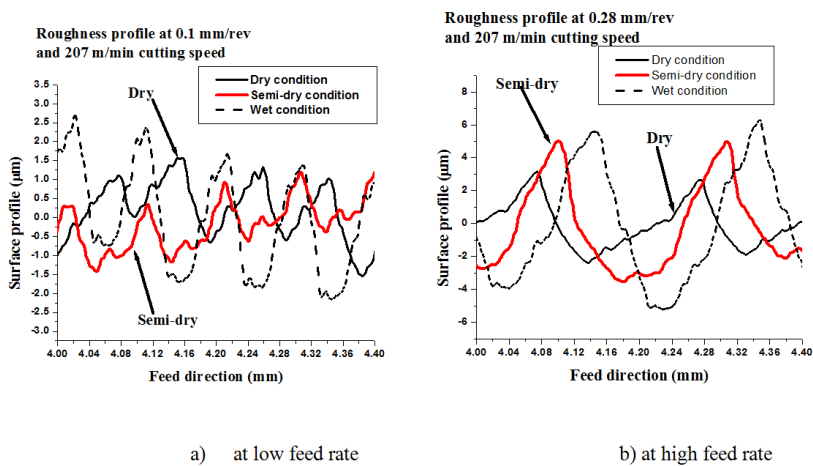 Roughness profile at 0.1 mm/rev
and 207 m/min cutting speed
Dry condition
Semi-dry condition
Wet condition
Dry
Semi-dry
Surface profile (µm)
3.5
3.0
2.5
2.0
1.5
1.0
0.5
0.0
-0.5
-1.0
-1.5
-2.0
-2.5
-3.0
4.00 4.04 4.08 4.12 4.16 4.20 4.24 4.28 4.32 4.36 4.40
Feed direction (mm)
a) at low feed rate
Roughness profile at 0.28 mm/rev
and 207 m/min cutting speed
Dry condition
Semi-dry condition
Wet condition
Semi-dry
Dry
Surface profile (µm)
8
6
4
2
0
-2
-4
-6
4.00 4.04 4.08 4.12 4.16 4.20 4.24 4.28 4.32 4.36 4.40
Feed direction (mm)
b) at high feed rate